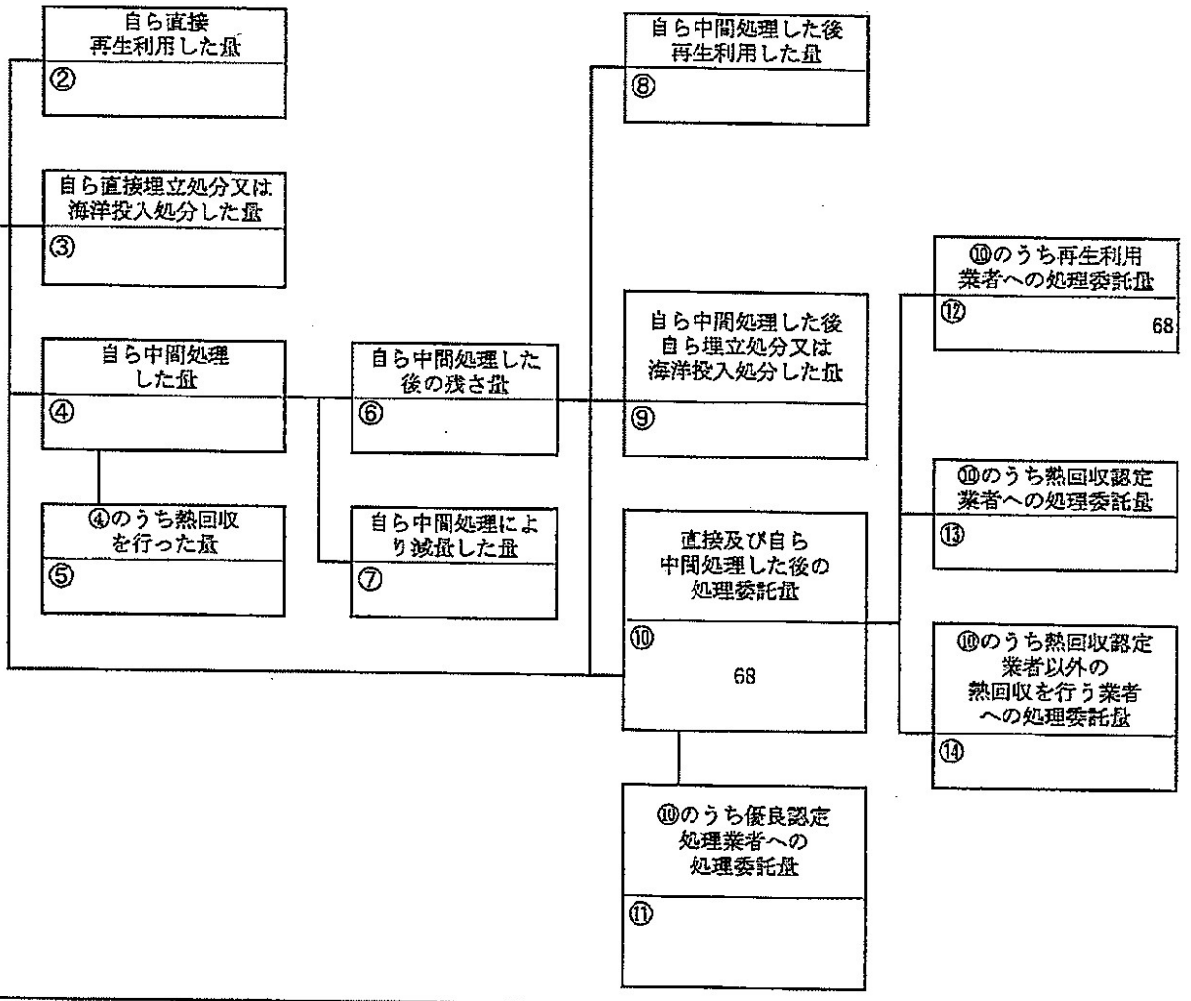 自ら直接
再生利用した量
②
自ら直接埋立処分又は
海洋投入処分した量
③
自ら中間処理
した量
④
④のうち熱回収
を行った量
⑤
自ら中間処理した
後の残さ量
⑥
自ら中間処理によ
り減量した量
⑦
自ら中間処理した後
再生利用した量
⑧
自ら中間処理した後
自ら埋立処分又は
海洋投入処分した量
⑨
直接及び自ら
中間処理した後の
処理委託量
⑩
68
⑩のうち優良認定
処理業者への
処理委託量
⑪
⑩のうち再生利用
業者への処理委託量
⑫
68
⑩のうち熱回収認定
業者への処理委託量
⑬
⑩のうち熱回収認定
業者以外の
熱回収を行う業者
への処理委託量
⑭